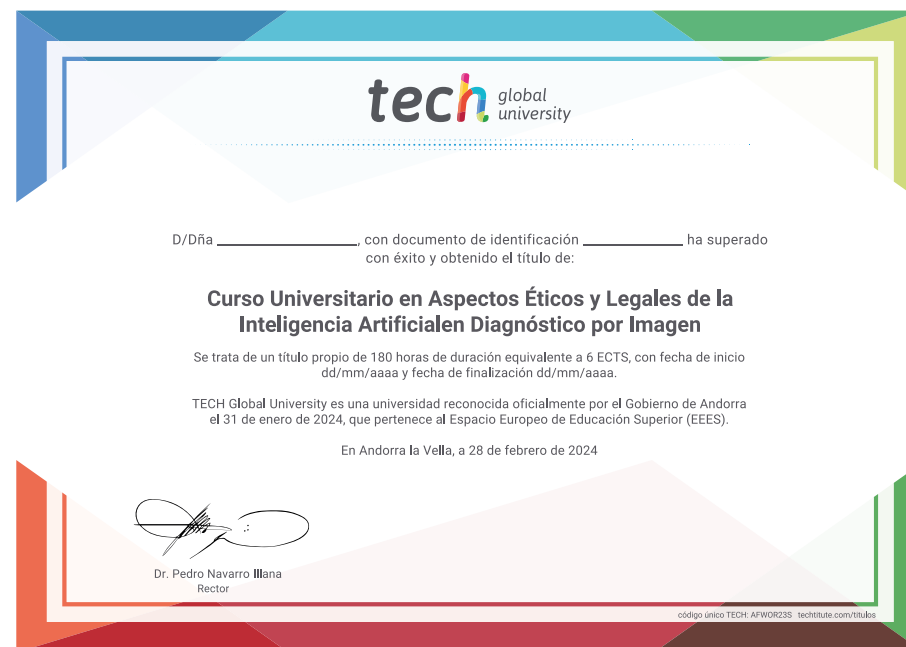 tech global university
D/Dña ____________________, con documento de identificación ______________ ha superado
con éxito y obtenido el título de:
Curso Universitario en Aspectos Éticos y Legales de la
Inteligencia Artificialen Diagnóstico por Imagen
Se trata de un título propio de 180 horas de duración equivalente a 6 ECTS, con fecha de inicio
dd/mm/aaaa y fecha de finalización dd/mm/aaaa.
TECH Global University es una universidad reconocida oficialmente por el Gobierno de Andorra
el 31 de enero de 2024, que pertenece al Espacio Europeo de Educación Superior (EEES).
En Andorra la Vella, a 28 de febrero de 2024
Dr. Pedro Navarro Illana
Rector
código único TECH: AFWOR23S techtitute.com/titulos